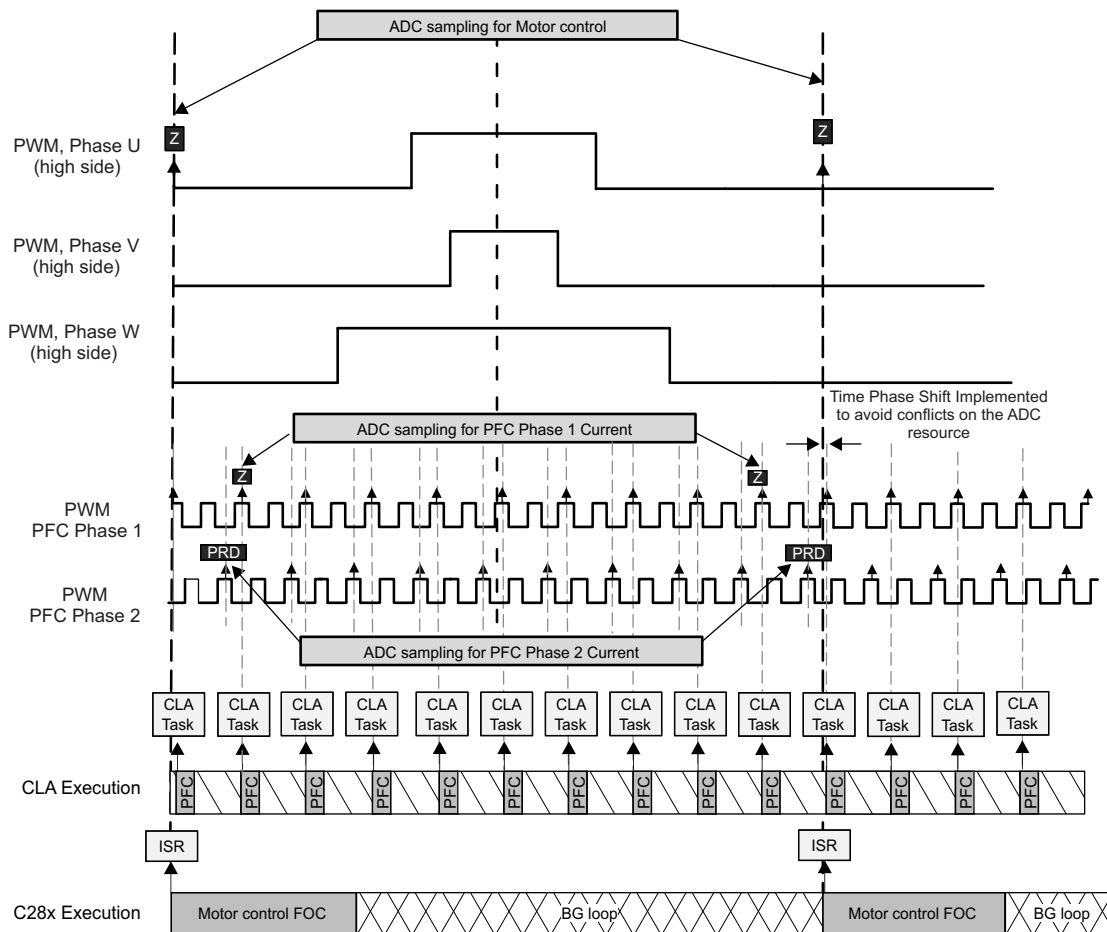 ADC sampling for Motor control
Z
Z
PWM, Phase U
(high side)
PWM, Phase V
(high side)
PWM, Phase W
(high side)
Time Phase Shift Implemented
to avoid conflicts on the ADC
resource
ADC sampling for PFC Phase 1 Current
Z
Z
PWM
PFC Phase 1
PRD
PRD
PWM
PFC Phase 2
ADC sampling for PFC Phase 2 Current
CLA
Task
CLA
Task
CLA
Task
CLA
Task
CLA
Task
CLA
Task
CLA
Task
CLA
Task
CLA
Task
CLA
Task
CLA
Task
CLA
Task
CLA
Task
CLA
Task
CLA Execution
PFC
PFC
PFC
PFC
PFC
PFC
PFC
PFC
PFC
PFC
PFC
PFC
PFC
PFC
ISR
ISR
C28x Execution
Motor control FOC
BG loop
Motor control FOC
BG loop